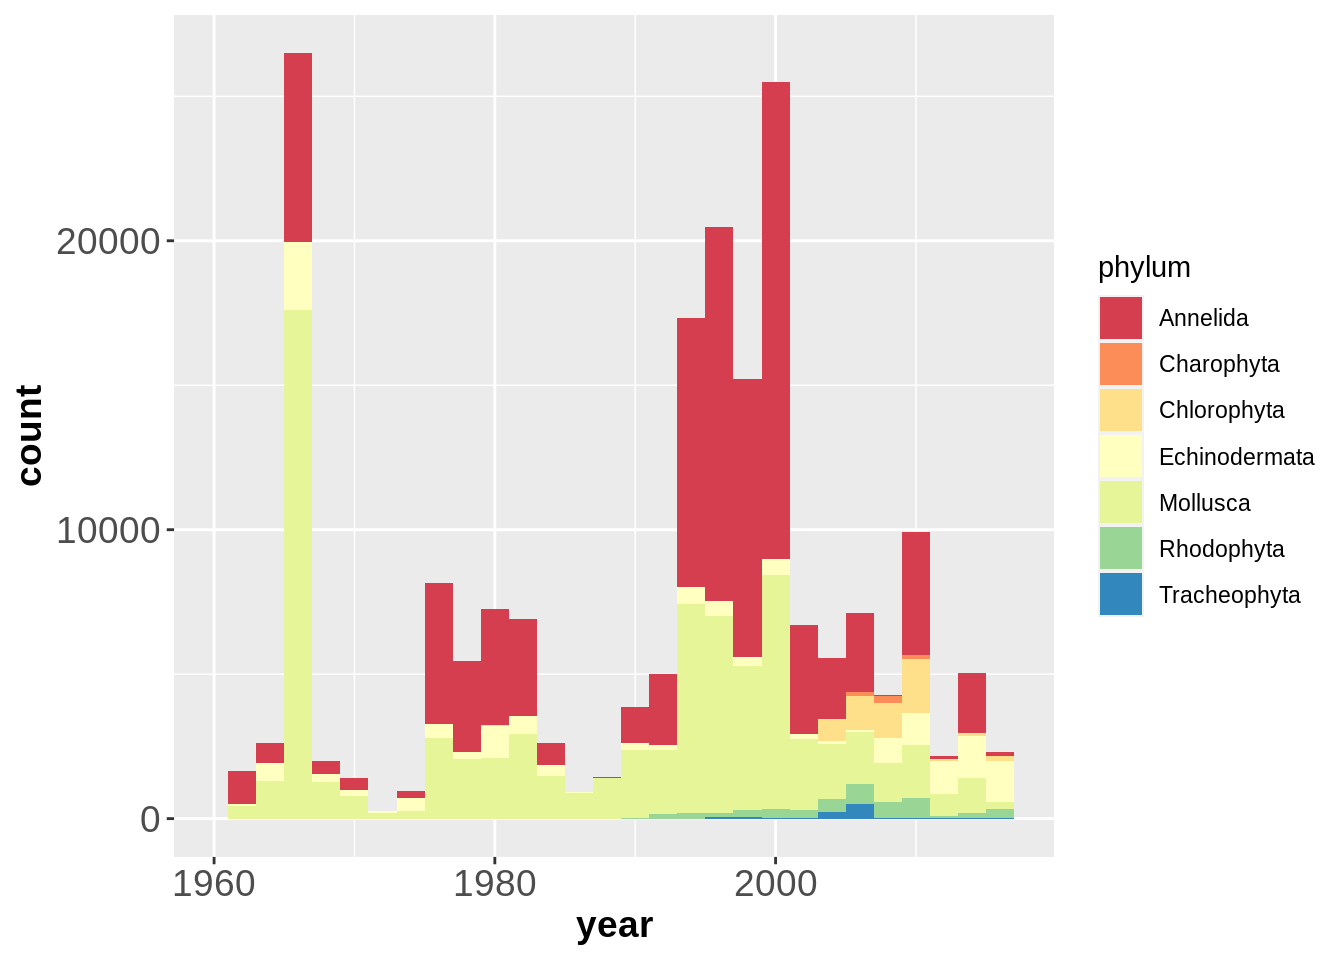 20000
10000
0
count
1960
1980
2000
year
phylum
Annelida
Charophyta
Chlorophyta
Echinodermata
Mollusca
Rhodophyta
Tracheophyta